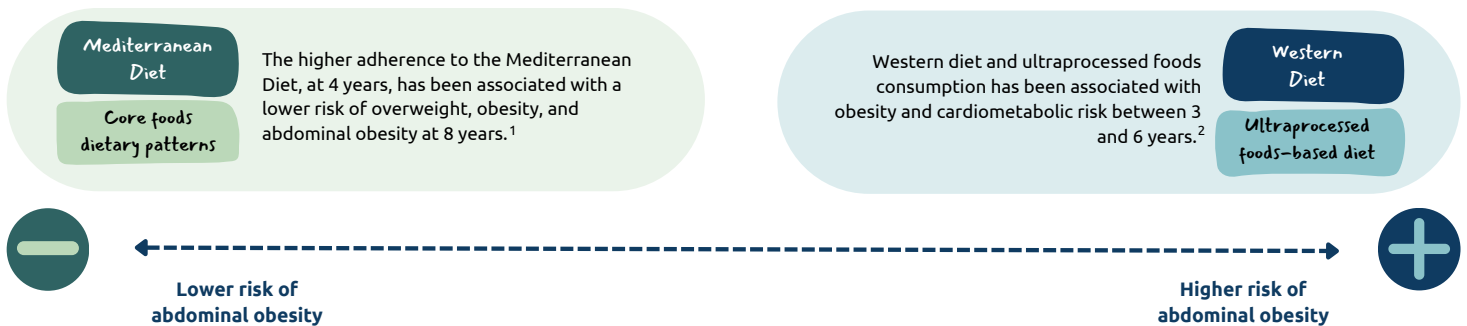 Mediterranean
Diet
Core foods
dietary patterns
The higher adherence to the Mediterranean
Diet, at 4 years, has been associated with a
lower risk of overweight, obesity, and
abdominal obesity at 8 years.1
Western diet and ultraprocessed foods
consumption has been associated with
obesity and cardiometabolic risk between 3
and 6 years.2
Western
Diet
Ultraprocessed
foods-based diet
Lower risk of
abdominal obesity
Higher risk of
abdominal obesity